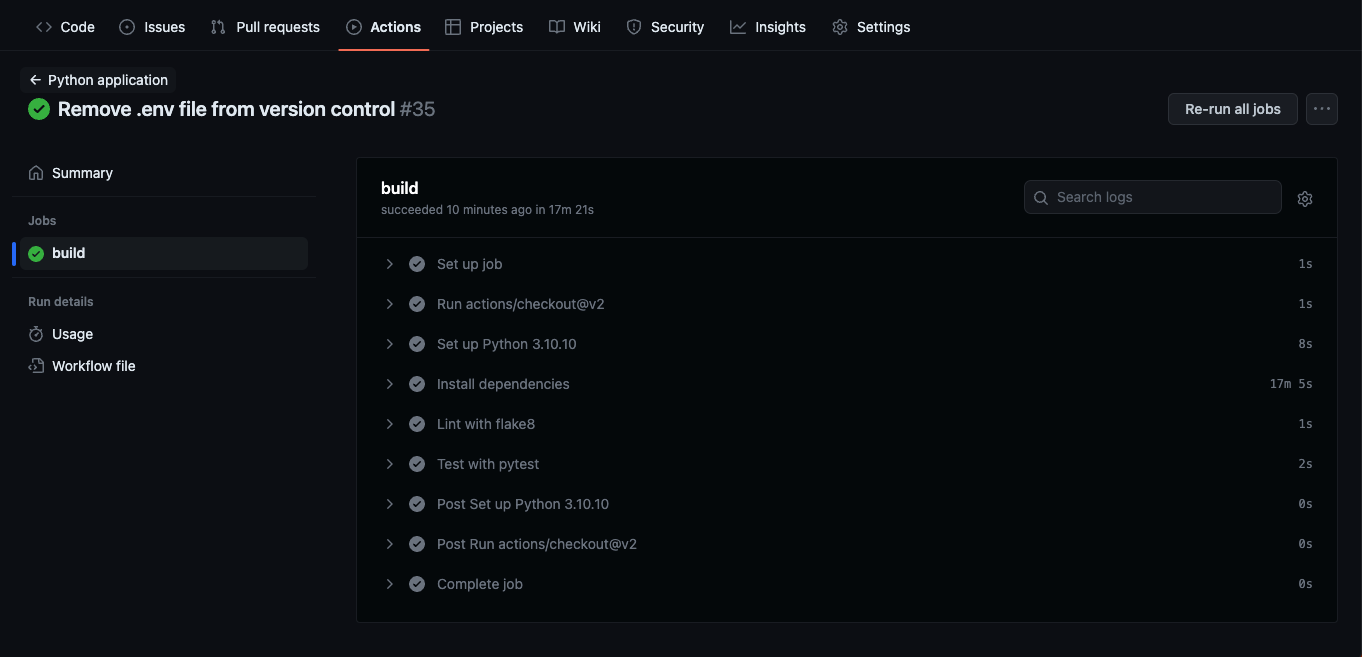 Code Issues Pull requests Actions Projects Wiki Security Insights Settings
Python application
Remove .env file from version control #35
Re-run all jobs
Summary
Jobs
build
Run details
Usage
Workflow file
build
succeeded 10 minutes ago in 17m 21s
Search logs
Set up job 1s
Run actions/checkout@v2 1s
Set up Python 3.10.10 8s
Install dependencies 17m 5s
Lint with flake8 1s
Test with pytest 2s
Post Set up Python 3.10.10 0s
Post Run actions/checkout@v2 0s
Complete job 0s